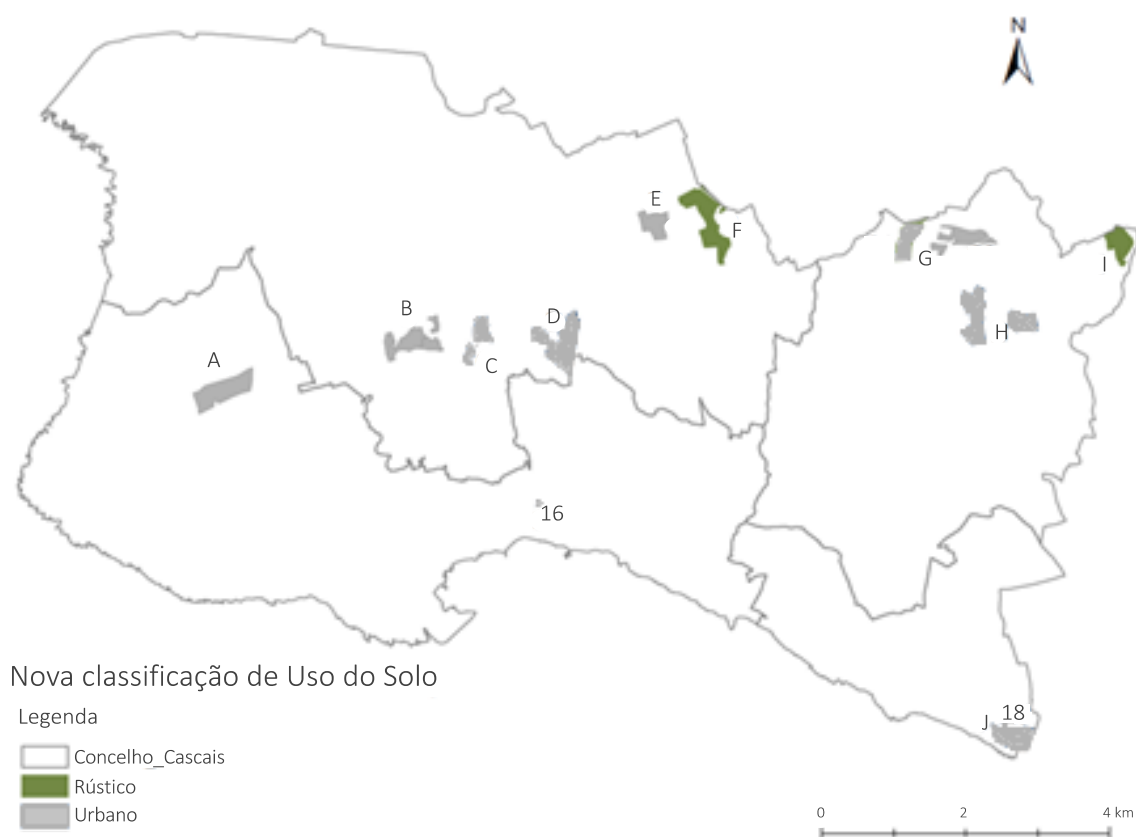 N
E
F
G
I
B
D
H
C
A
16
Nova classificação de Uso do Solo
Legenda
J 18
Concelho_Cascais
Rústico
Urbano
0 2 4 km